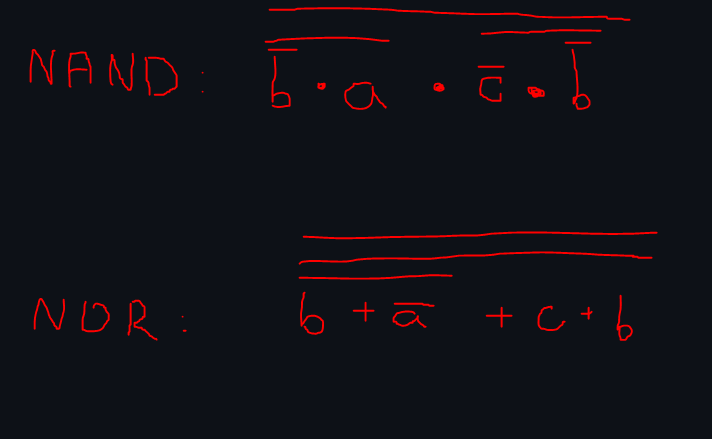 NAND: b̅ · a · c̅ · b̅
NOR: b + a̅ + c + b